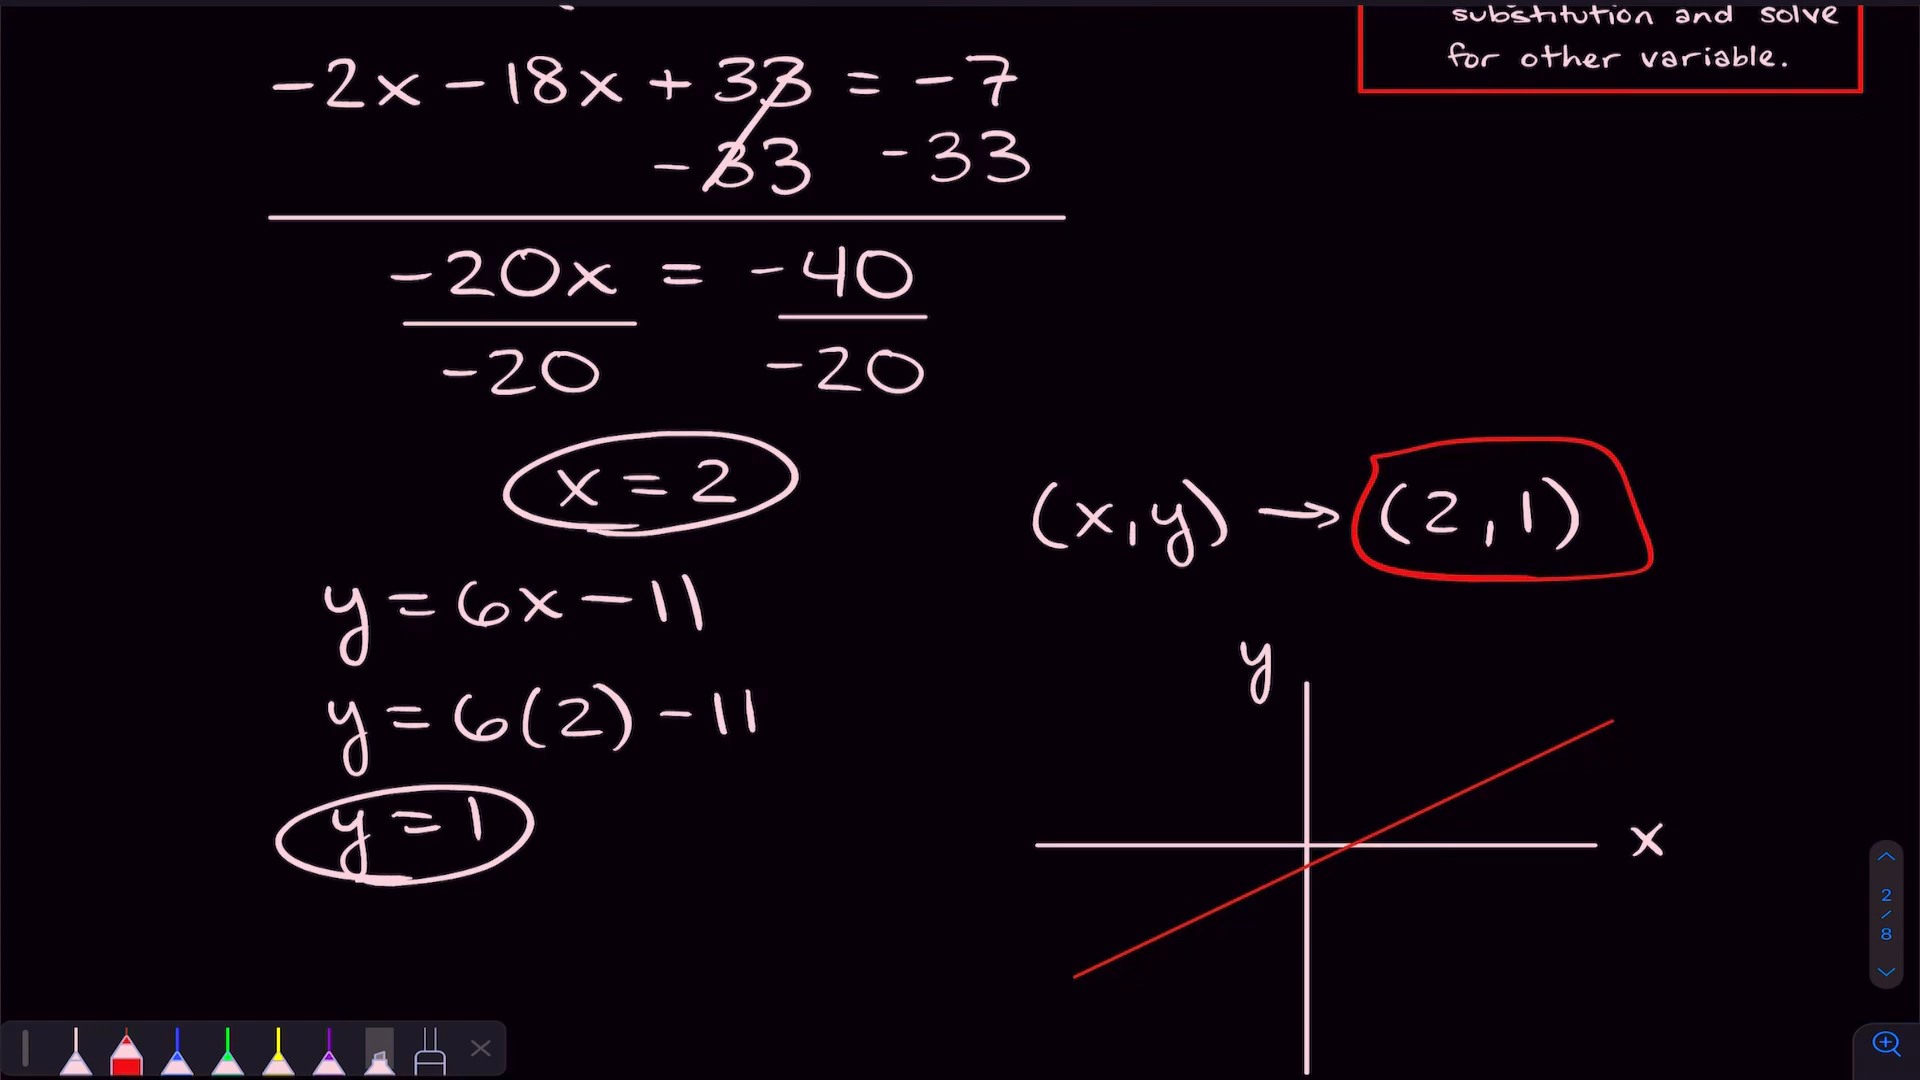 substitution and solve
for other variable.
-2x - 18x + 33 = -7
-33 -33
-20x = -40
-20 -20
x = 2
(x,y) → (2,1)
y = 6x - 11
y = 6(2) - 11
y = 1
y
x
2
/
8